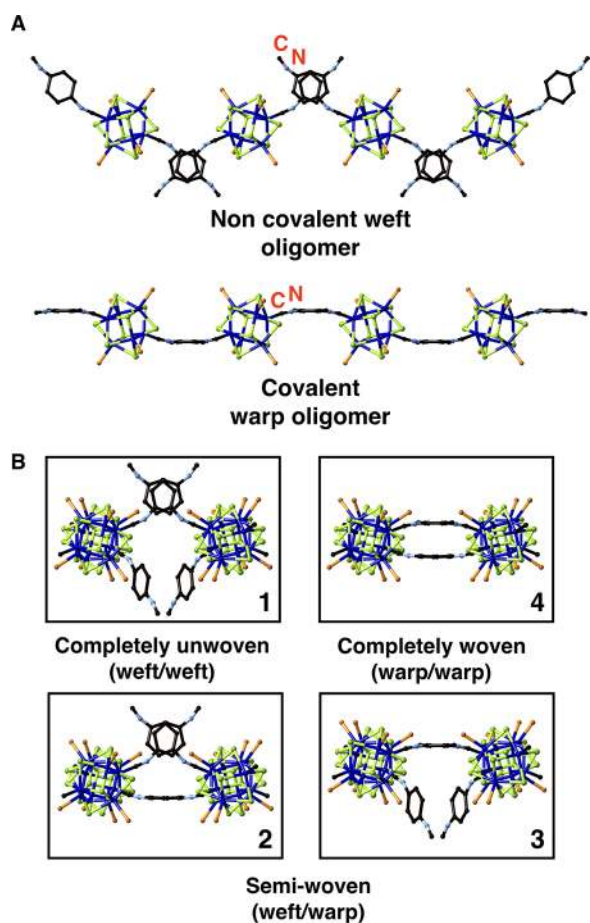 A
C
N
Non covalent weft
oligomer
C N
Covalent
warp oligomer
B
1
4
Completely unwoven
(weft/weft)
Completely woven
(warp/warp)
2
3
Semi-woven
(weft/warp)